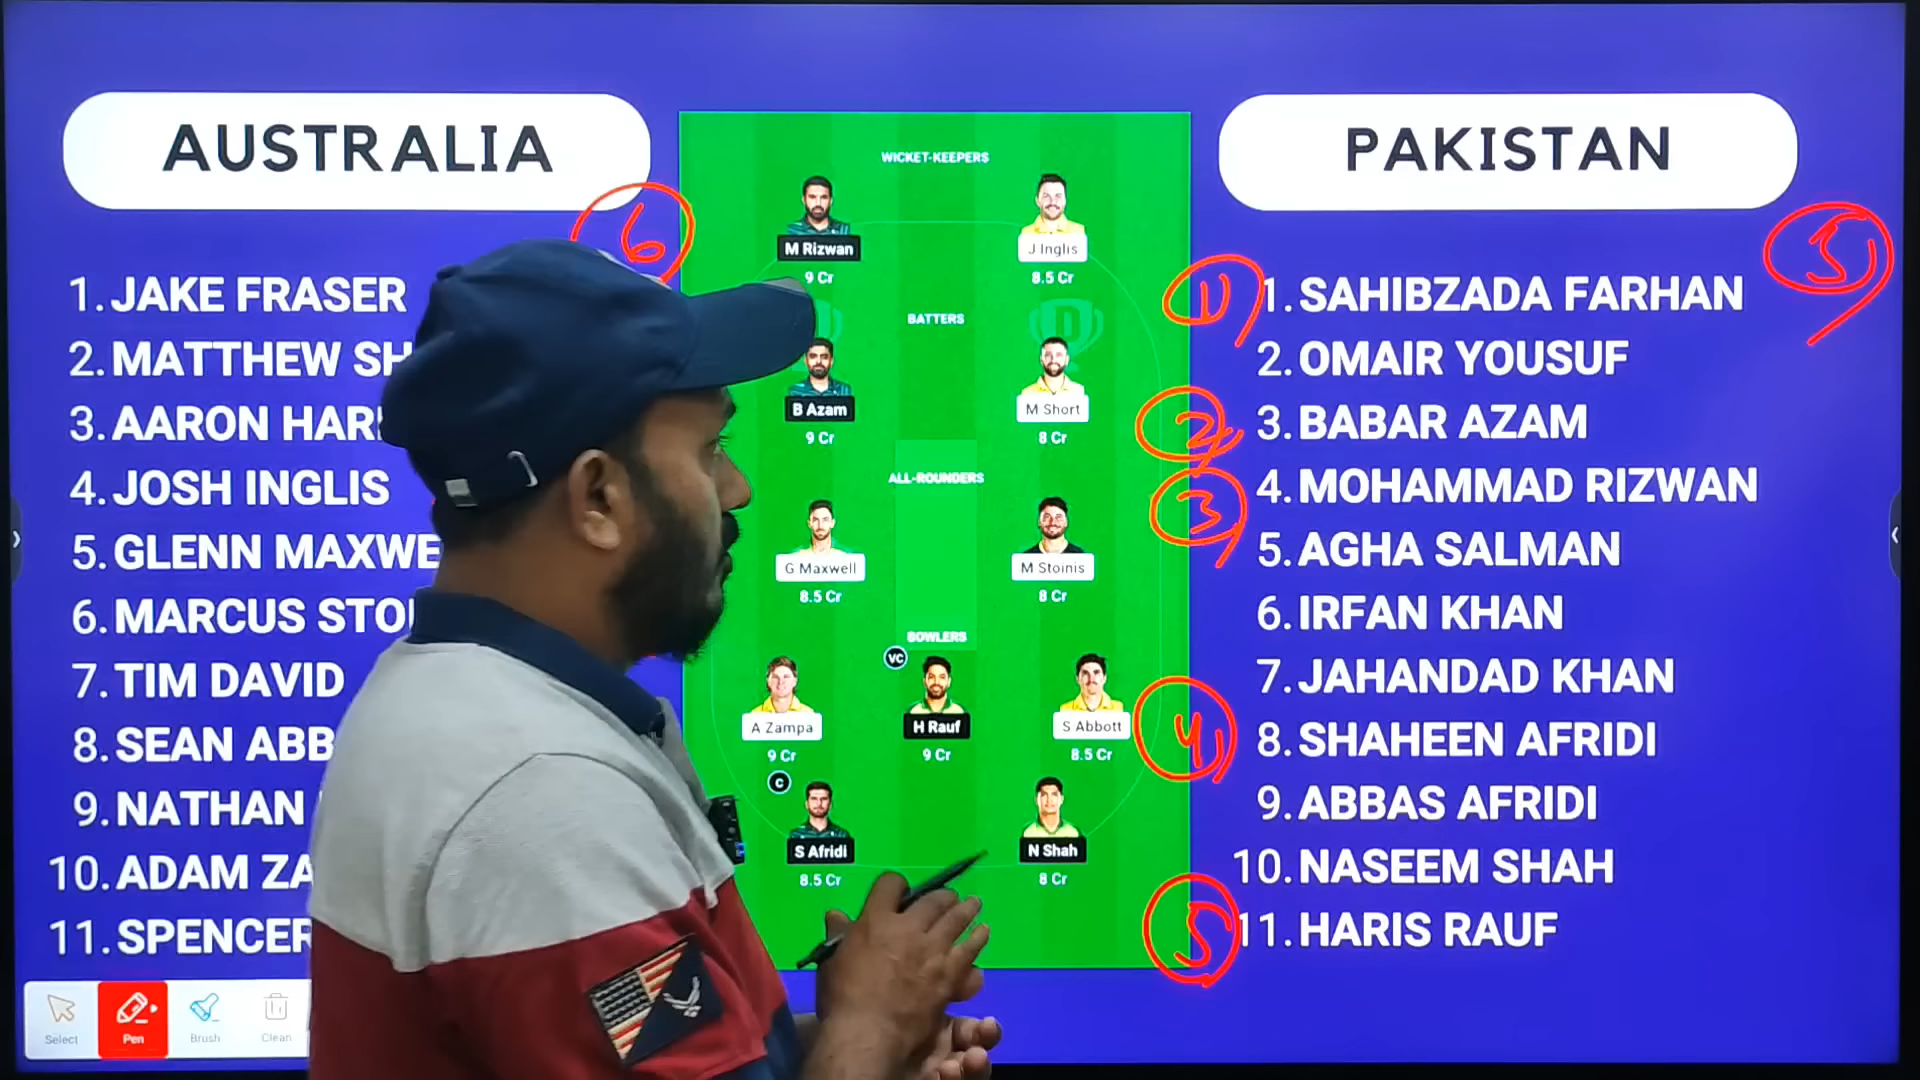 AUSTRALIA
6
1. JAKE FRASER
2. MATTHEW SH
3. AARON HAR
4. JOSH INGLIS
5. GLENN MAXWE
6. MARCUS STOI
7. TIM DAVID
8. SEAN ABB
9. NATHAN
10. ADAM ZA
11. SPENCER
Select
Pen
Brush
Clean
WICKET-KEEPERS
M Rizwan
J Inglis
9 Cr
8.5 Cr
BATTERS
B Azam
M Short
9 Cr
8 Cr
ALL-ROUNDERS
G Maxwell
M Stoinis
8.5 Cr
8 Cr
BOWLERS
VC
A Zampa
H Rauf
S Abbott
9 Cr
9 Cr
8.5 Cr
C
S Afridi
N Shah
8.5 Cr
8 Cr
PAKISTAN
5
1 1. SAHIBZADA FARHAN
2. OMAIR YOUSUF
2 3. BABAR AZAM
3 4. MOHAMMAD RIZWAN
5. AGHA SALMAN
6. IRFAN KHAN
7. JAHANDAD KHAN
4 8. SHAHEEN AFRIDI
9. ABBAS AFRIDI
10. NASEEM SHAH
5 11. HARIS RAUF